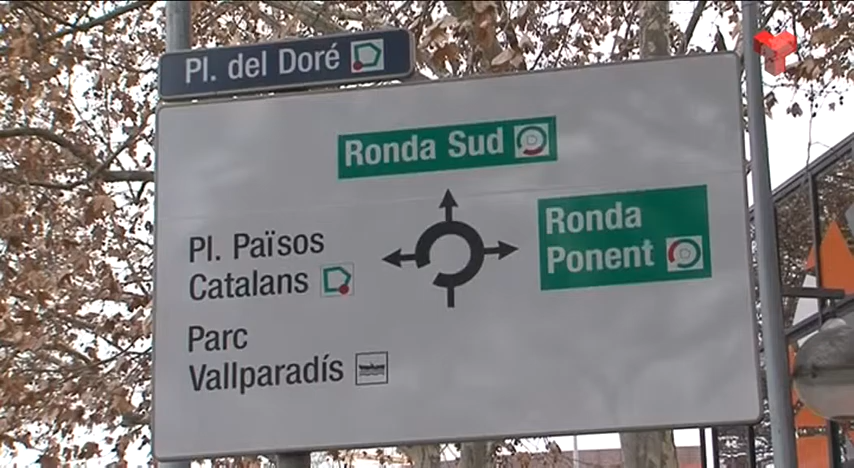 Pl. del Doré
Ronda Sud
Ronda
Ponent
Pl. Països
Catalans
Parc
Vallparadís